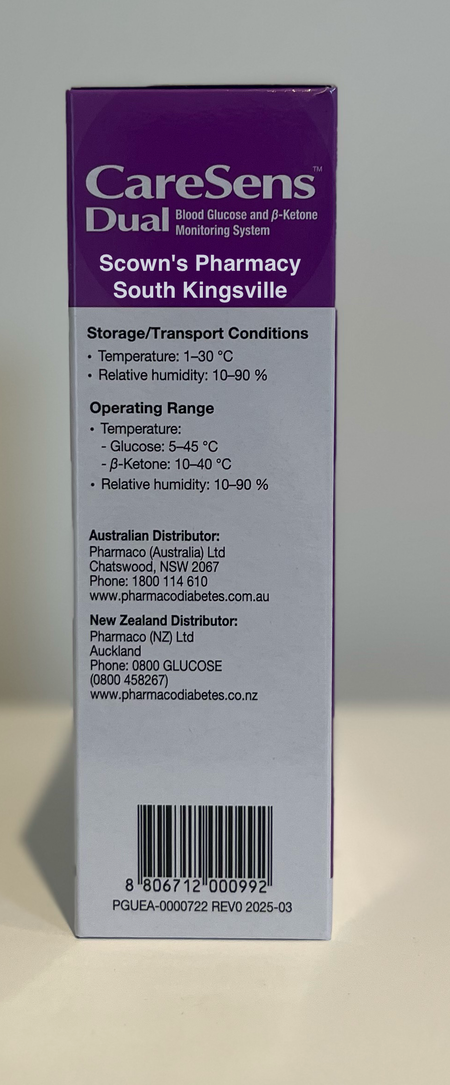 CareSens™
Dual Blood Glucose and β-Ketone
Monitoring System
Scown's Pharmacy
South Kingsville
Storage/Transport Conditions
• Temperature: 1–30 °C
• Relative humidity: 10–90 %
Operating Range
• Temperature:
- Glucose: 5–45 °C
- β-Ketone: 10–40 °C
• Relative humidity: 10–90 %
Australian Distributor:
Pharmaco (Australia) Ltd
Chatswood, NSW 2067
Phone: 1800 114 610
www.pharmacodiabetes.com.au
New Zealand Distributor:
Pharmaco (NZ) Ltd
Auckland
Phone: 0800 GLUCOSE
(0800 458267)
www.pharmacodiabetes.co.nz
8 806712 000992
PGUEA-0000722 REV0 2025-03